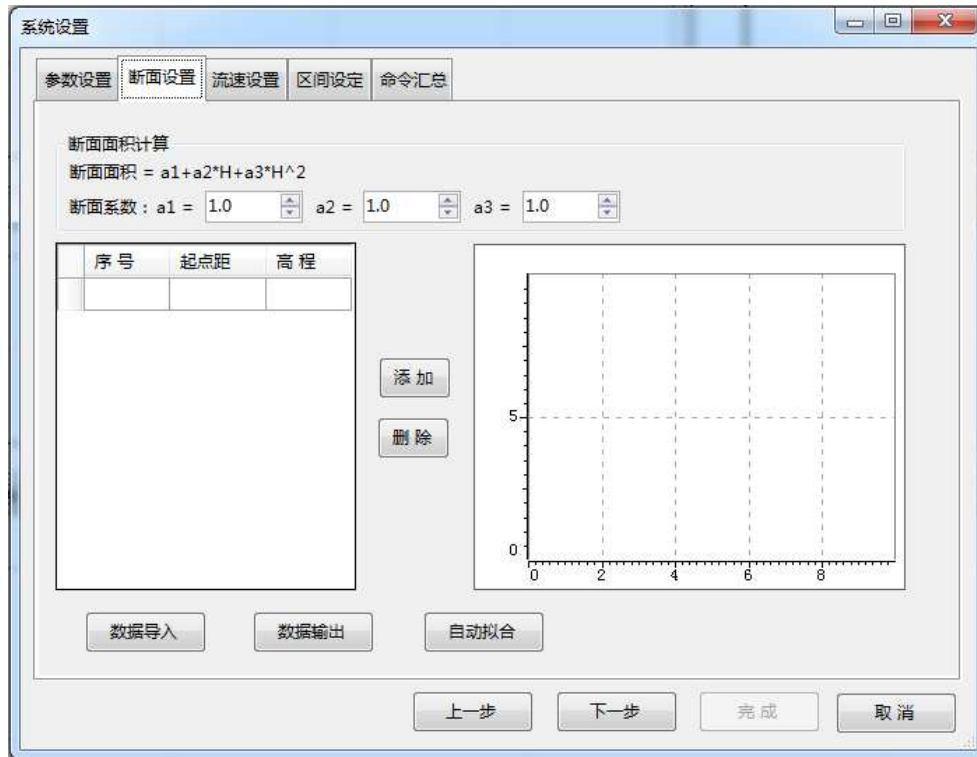 系统设置
参数设置 断面设置 流速设置 区间设定 命令汇总
断面面积计算
断面面积 = a1+a2*H+a3*H^2
断面系数：a1 = 1.0 a2 = 1.0 a3 = 1.0
序号 起点距 高程
添加
删除
5
0
0 2 4 6 8
数据导入 数据输出 自动拟合
上一步 下一步 完成 取消